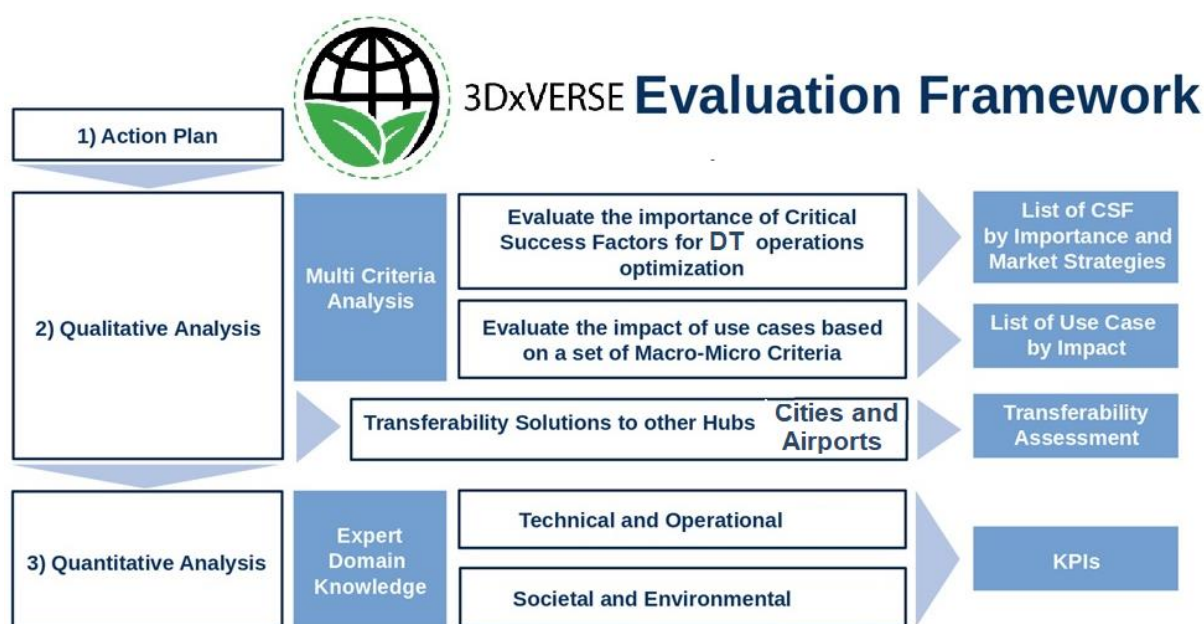 3DxVERSE Evaluation Framework
1) Action Plan
2) Qualitative Analysis
Multi Criteria
Analysis
Evaluate the importance of Critical
Success Factors for DT operations
optimization
List of CSF
by Importance and
Market Strategies
Evaluate the impact of use cases based
on a set of Macro-Micro Criteria
List of Use Case
by Impact
Transferability Solutions to other Hubs Cities and
Airports
Transferability
Assessment
3) Quantitative Analysis
Expert
Domain
Knowledge
Technical and Operational
Societal and Environmental
KPIs